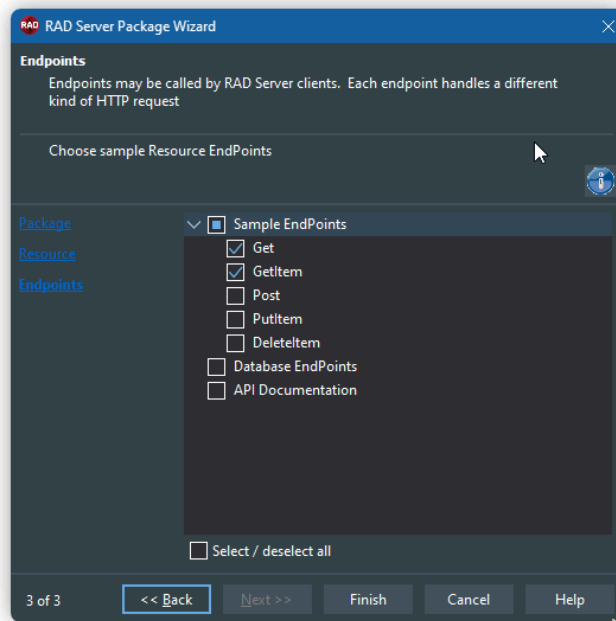 RAD RAD Server Package Wizard
Endpoints
Endpoints may be called by RAD Server clients. Each endpoint handles a different
kind of HTTP request
Choose sample Resource EndPoints
Package
Resource
Endpoints
Sample EndPoints
Get
GetItem
Post
PutItem
DeleteItem
Database EndPoints
API Documentation
Select / deselect all
3 of 3 << Back Next >> Finish Cancel Help